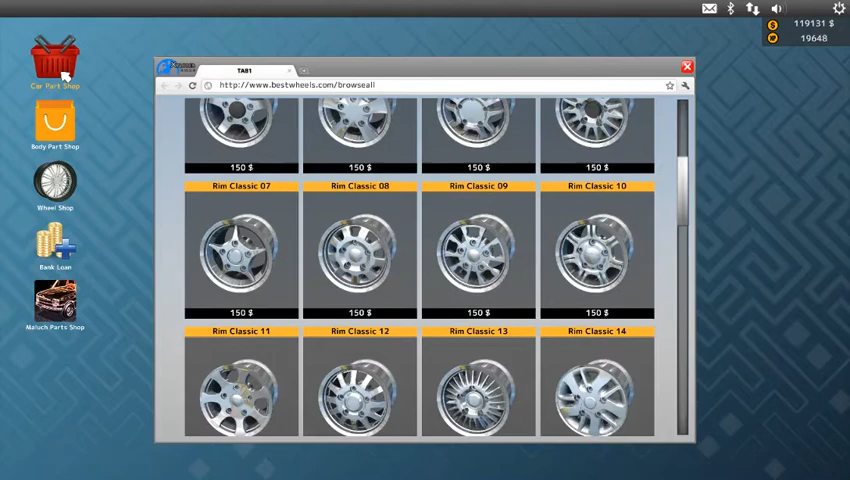 119131 $
19648
Car Part Shop
Body Part Shop
Wheel Shop
Bank Loan
Maluch Parts Shop
TAB1
http://www.bestwheels.com/browseall
150 $
150 $
150 $
150 $
Rim Classic 07
Rim Classic 08
Rim Classic 09
Rim Classic 10
150 $
150 $
150 $
150 $
Rim Classic 11
Rim Classic 12
Rim Classic 13
Rim Classic 14